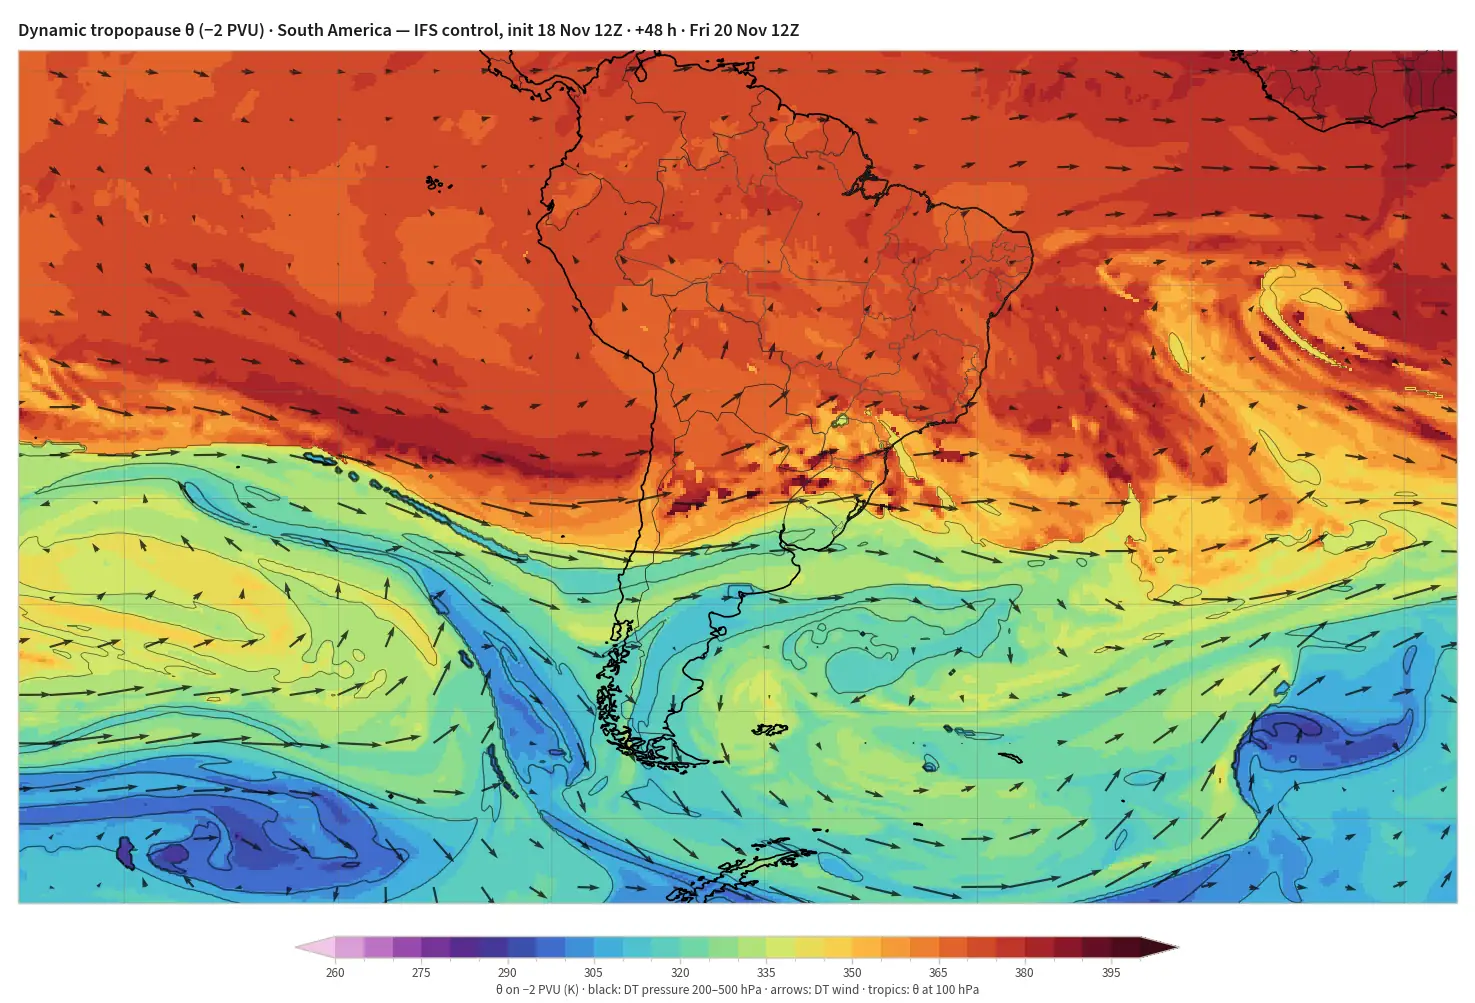 Dynamic tropopause θ (−2 PVU) · South America — IFS control, init 18 Nov 12Z · +48 h · Fri 20 Nov 12Z
260 275 290 305 320 335 350 365 380 395
θ on −2 PVU (K) · black: DT pressure 200–500 hPa · arrows: DT wind · tropics: θ at 100 hPa